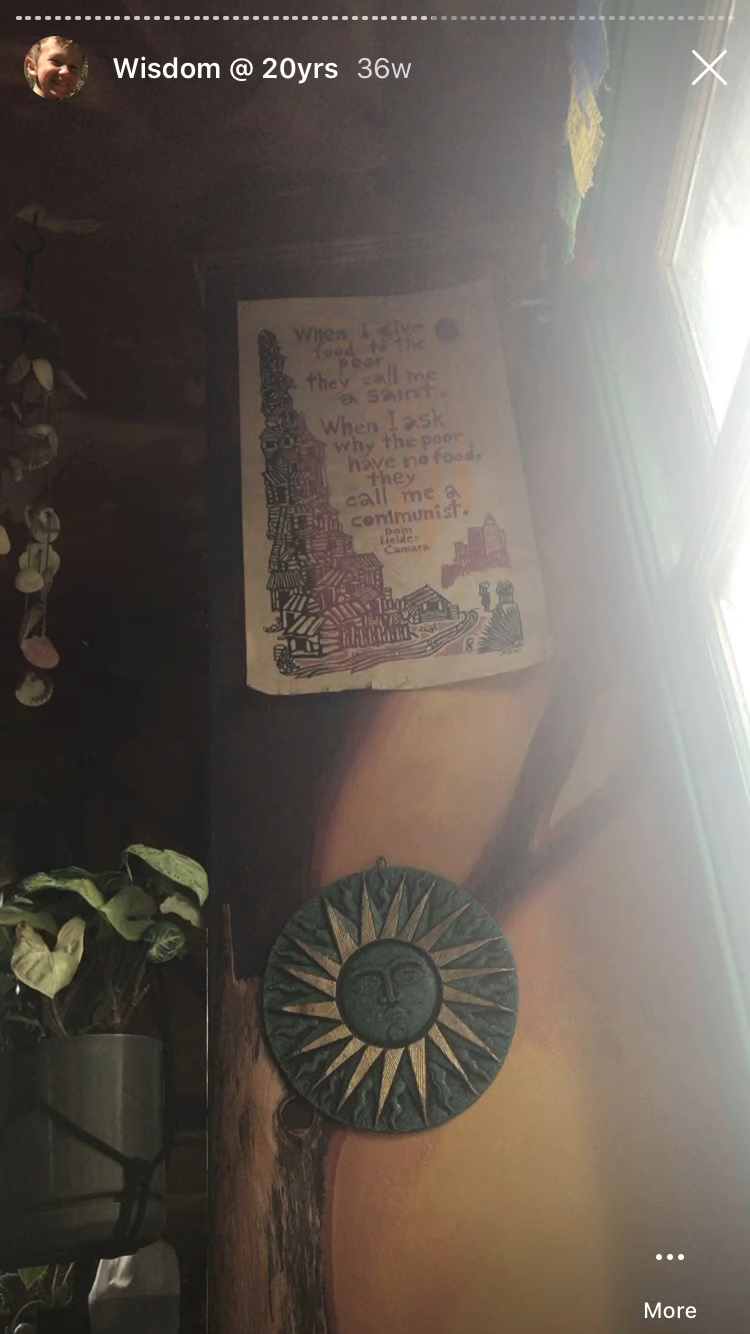 Wisdom @ 20yrs 36w
When I give
food to the
poor
they call me
a saint.
When I ask
why the poor
have no food,
they
call me a
communist.
Dom
Helder
Camara
More